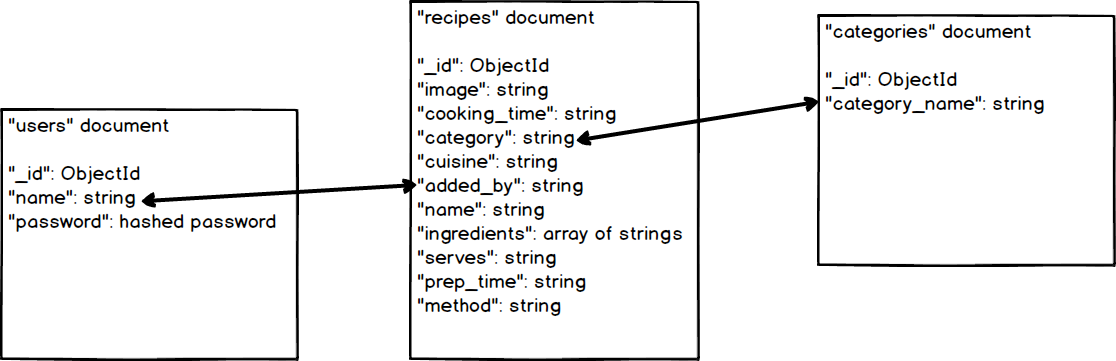 "users" document
"_id": ObjectId
"name": string
"password": hashed password
"recipes" document
"_id": ObjectId
"image": string
"cooking_time": string
"category": string
"cuisine": string
"added_by": string
"name": string
"ingredients": array of strings
"serves": string
"prep_time": string
"method": string
"categories" document
"_id": ObjectId
"category_name": string